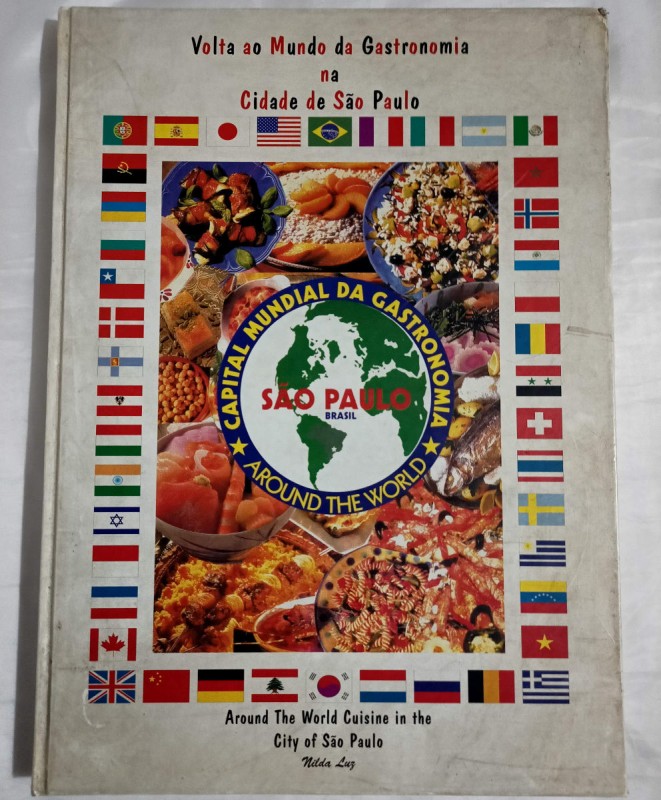 Volta ao Mundo da Gastronomia
na
Cidade de São Paulo
CAPITAL MUNDIAL DA GASTRONOMIA
SÃO PAULO
BRASIL
AROUND THE WORLD
Around The World Cuisine in the
City of São Paulo
Nilda Luz